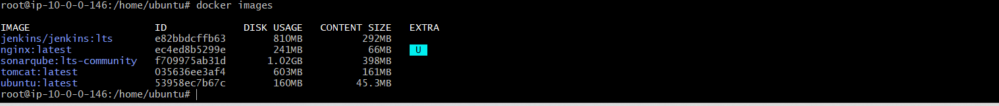 root@ip-10-0-0-146:/home/ubuntu# docker images
IMAGE ID DISK USAGE CONTENT SIZE EXTRA
jenkins/jenkins:lts e82bbdcffb63 810MB 292MB
nginx:latest ec4ed8b5299e 241MB 66MB U
sonarqube:lts-community f709975ab31d 1.02GB 398MB
tomcat:latest 035636ee3af4 603MB 161MB
ubuntu:latest 53958ec7b67c 160MB 45.3MB
root@ip-10-0-0-146:/home/ubuntu#